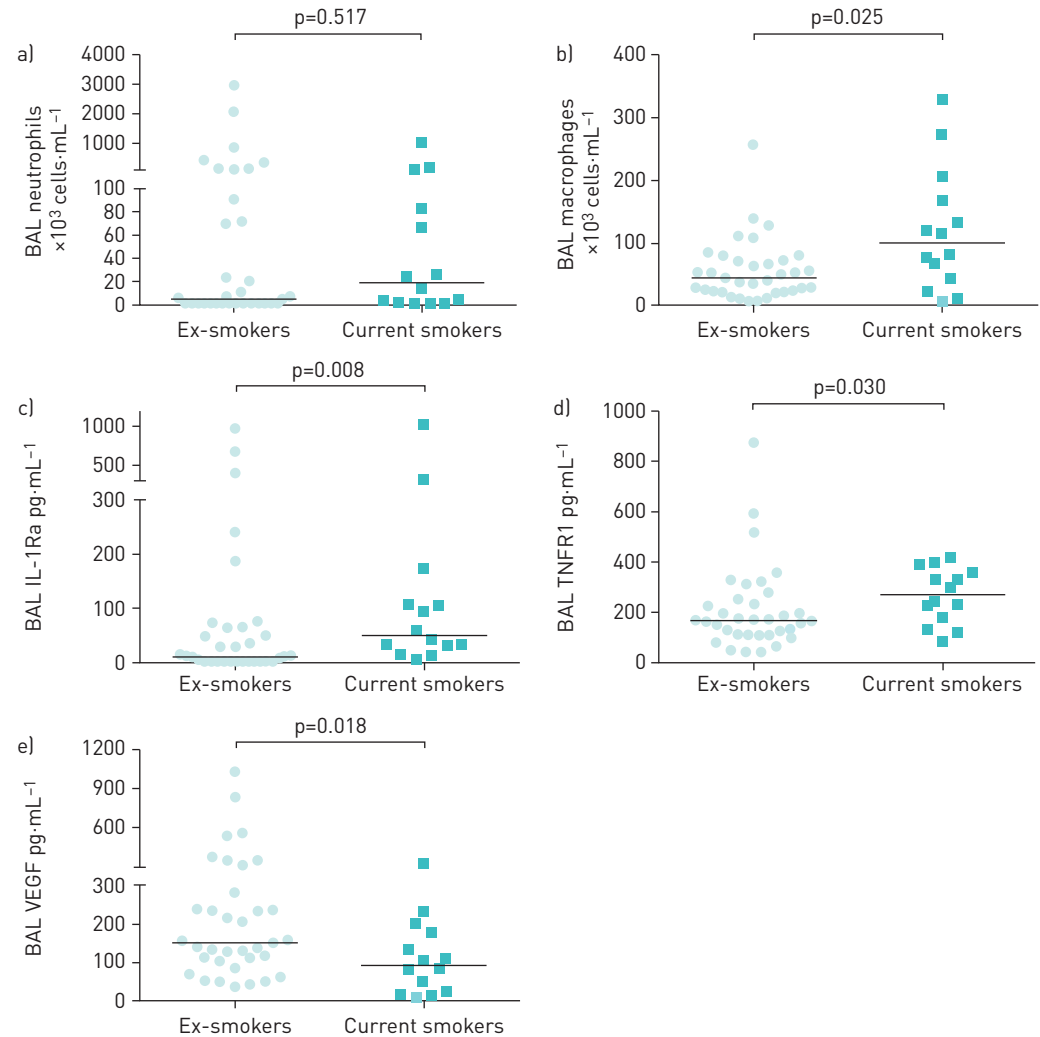 a)
p=0.517
BAL neutrophils
×10³ cells·mL⁻¹
4000
3000
2000
1000
100
80
60
40
20
0
Ex-smokers
Current smokers
b)
p=0.025
BAL macrophages
×10³ cells·mL⁻¹
400
300
200
100
0
Ex-smokers
Current smokers
c)
p=0.008
BAL IL-1Ra pg·mL⁻¹
1000
500
300
200
100
0
Ex-smokers
Current smokers
d)
p=0.030
BAL TNFR1 pg·mL⁻¹
1000
800
600
400
200
0
Ex-smokers
Current smokers
e)
p=0.018
BAL VEGF pg·mL⁻¹
1200
900
600
300
200
100
0
Ex-smokers
Current smokers